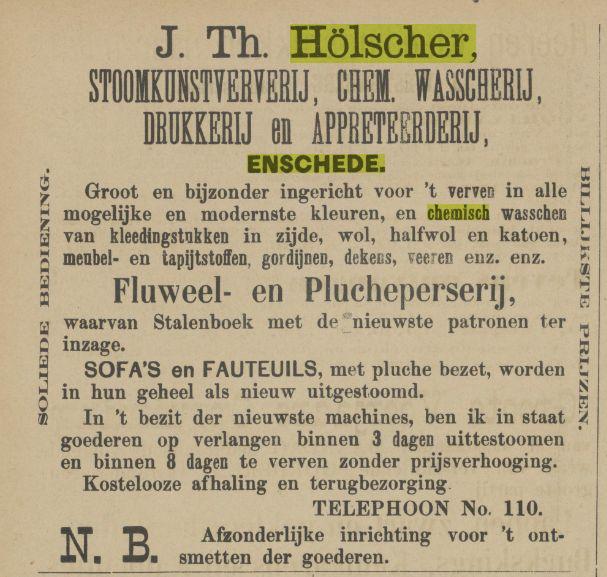 J. Th. Hölscher,
STOOMKUNSTVERVERIJ, CHEM. WASSCHERIJ,
DRUKKERIJ en APPRETEERDERIJ,
ENSCHEDE.
SOLIEDE BEDIENING.
Groot en bijzonder ingericht voor 't verven in alle
mogelijke en modernste kleuren, en chemisch wasschen
van kleedingstukken in zijde, wol, halfwol en katoen,
meubel- en tapijtstoffen, gordijnen, dekens, veeren enz. enz.
Fluweel- en Plucheperserij,
waarvan Stalenboek met de nieuwste patronen ter
inzage.
SOFA'S en FAUTEUILS, met pluche bezet, worden
in hun geheel als nieuw uitgestoomd.
In 't bezit der nieuwste machines, ben ik in staat
goederen op verlangen binnen 3 dagen uittestoomen
en binnen 8 dagen te verven zonder prijsverhooging.
Kostelooze afhaling en terugbezorging
TELEPHOON No. 110.
N. B. Afzonderlijke inrichting voor 't ont-
smetten der goederen.
BILLIJKSTE PRIJZEN.